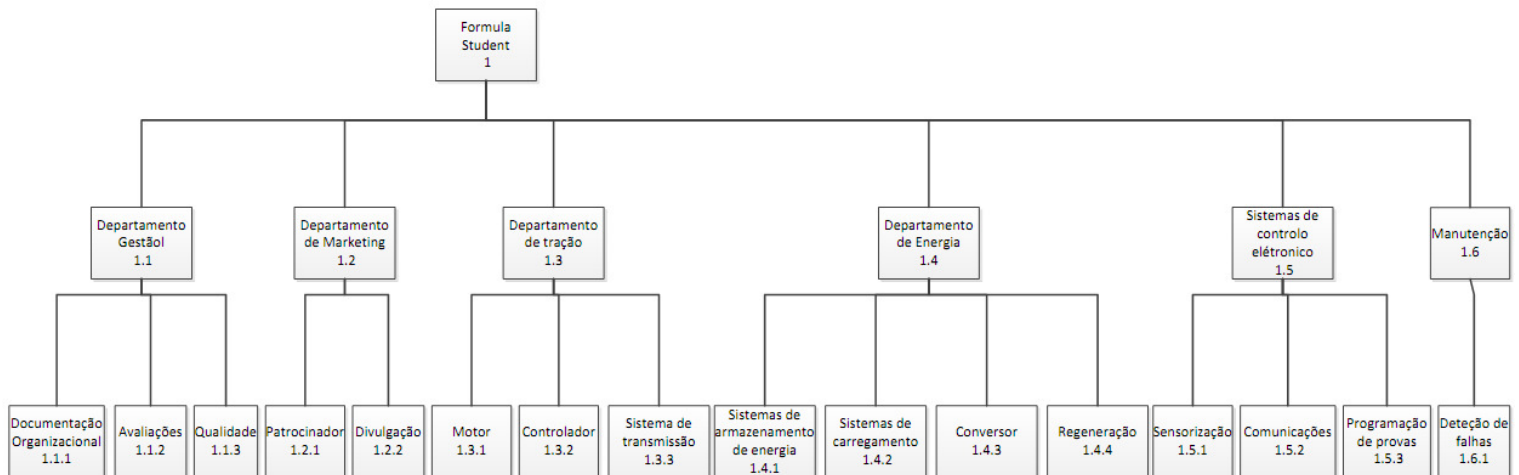 Formula
Student
1
Departamento
Gestãol
1.1
Departamento
de Marketing
1.2
Departamento
de tração
1.3
Departamento
de Energia
1.4
Sistemas de
controlo
elétronico
1.5
Manutenção
1.6
Documentação
Organizacional
1.1.1
Avaliações
1.1.2
Qualidade
1.1.3
Patrocinador
1.2.1
Divulgação
1.2.2
Motor
1.3.1
Controlador
1.3.2
Sistema de
transmissão
1.3.3
Sistemas de
armazenamento
de energia
1.4.1
Sistemas de
carregamento
1.4.2
Conversor
1.4.3
Regeneração
1.4.4
Sensorização
1.5.1
Comunicações
1.5.2
Programação
de provas
1.5.3
Deteção de
falhas
1.6.1